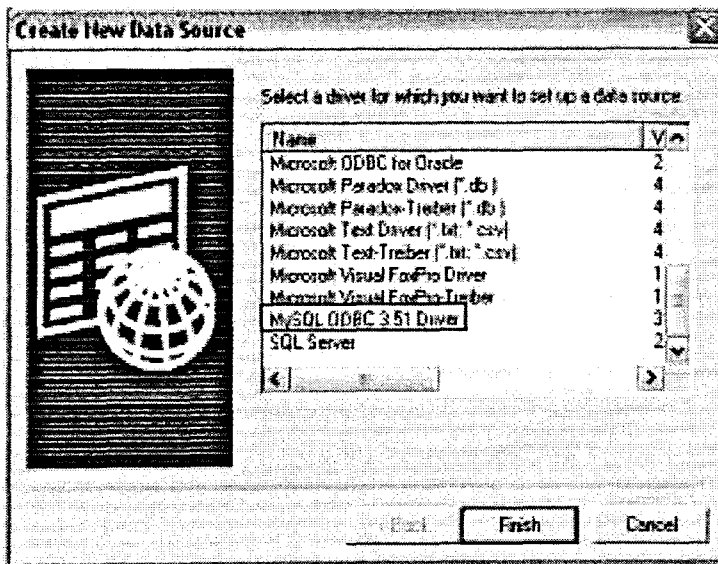 Create New Data Source
Select a driver for which you want to set up a data source
Name V
Microsoft ODBC for Oracle 2
Microsoft Paradox Driver (*.db ) 4
Microsoft Paradox-Treiber (*.db ) 4
Microsoft Text Driver (*.txt; *.csv) 4
Microsoft Text-Treiber (*.txt; *.csv) 4
Microsoft Visual FoxPro Driver 1
Microsoft Visual FoxPro-Treiber 1
MySQL ODBC 3.51 Driver 3
SQL Server 2
Back Finish Cancel